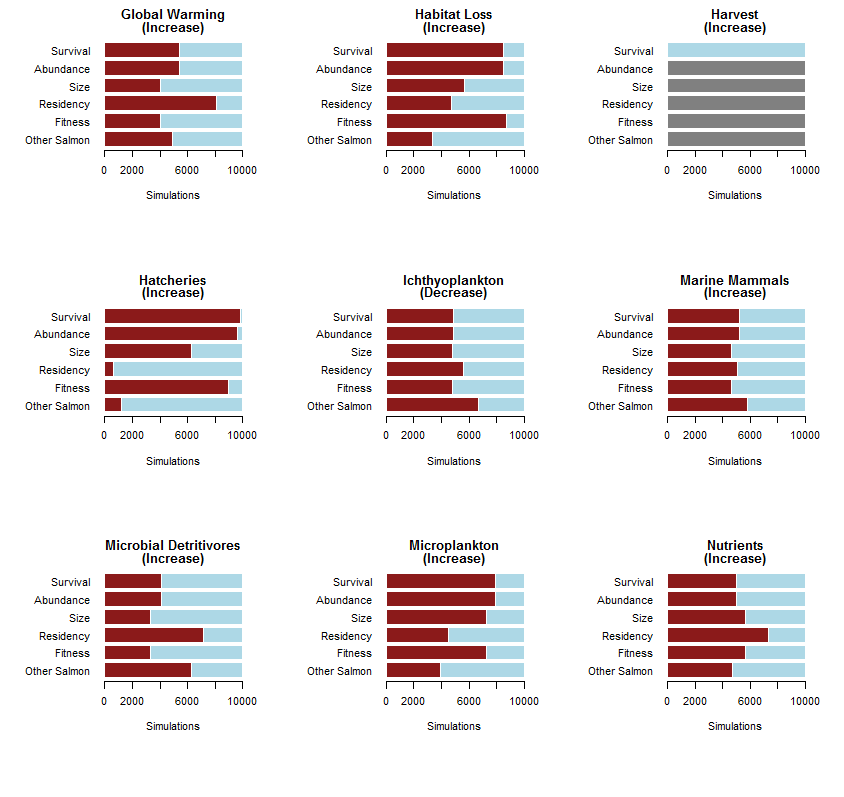 Global Warming
(Increase)
Survival
Abundance
Size
Residency
Fitness
Other Salmon
0 2000 6000 10000
Simulations
Habitat Loss
(Increase)
Survival
Abundance
Size
Residency
Fitness
Other Salmon
0 2000 6000 10000
Simulations
Harvest
(Increase)
Survival
Abundance
Size
Residency
Fitness
Other Salmon
0 2000 6000 10000
Simulations
Hatcheries
(Increase)
Survival
Abundance
Size
Residency
Fitness
Other Salmon
0 2000 6000 10000
Simulations
Ichthyoplankton
(Decrease)
Survival
Abundance
Size
Residency
Fitness
Other Salmon
0 2000 6000 10000
Simulations
Marine Mammals
(Increase)
Survival
Abundance
Size
Residency
Fitness
Other Salmon
0 2000 6000 10000
Simulations
Microbial Detritivores
(Increase)
Survival
Abundance
Size
Residency
Fitness
Other Salmon
0 2000 6000 10000
Simulations
Microplankton
(Increase)
Survival
Abundance
Size
Residency
Fitness
Other Salmon
0 2000 6000 10000
Simulations
Nutrients
(Increase)
Survival
Abundance
Size
Residency
Fitness
Other Salmon
0 2000 6000 10000
Simulations